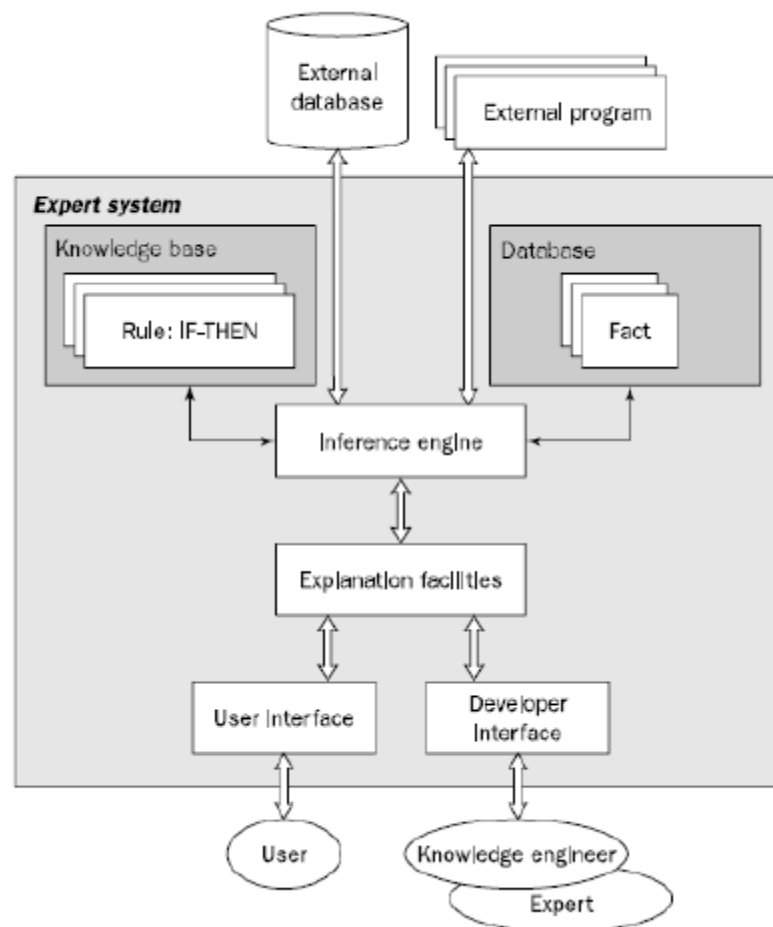 External
database
External program
Expert system
Knowledge base
Rule: IF-THEN
Database
Fact
Inference engine
Explanation facilities
User interface
Developer
interface
User
Knowledge engineer
Expert